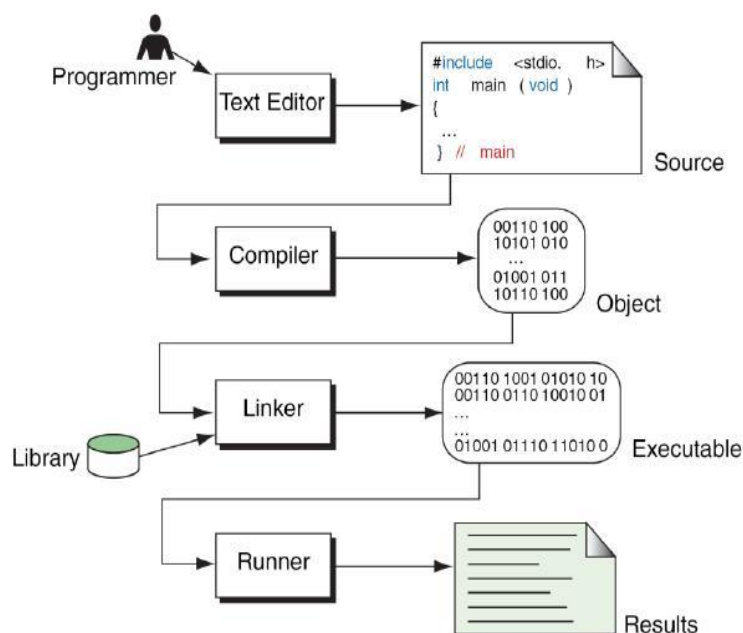 Programmer
Text Editor
#include <stdio. h>
int main (void)
{
...
} // main
Source
Compiler
00110 100
10101 010
...
01001 011
10110 100
Object
Linker
00110 1001 01010 10
00110 0110 10010 01
...
...
01001 01110 11010 0
Library
Executable
Runner
Results